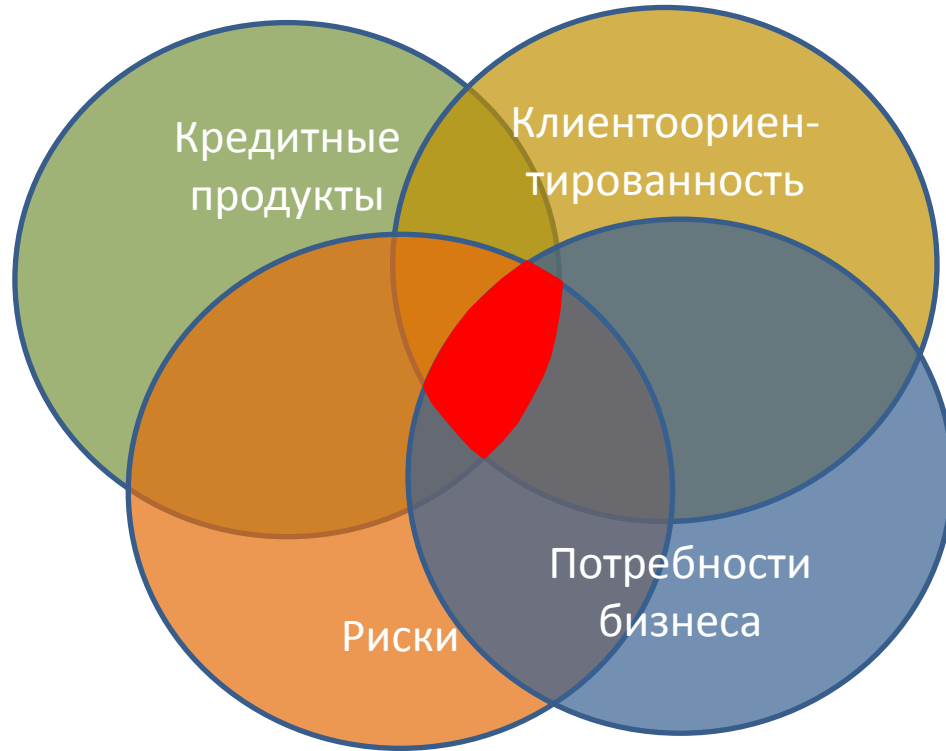 Кредитные
продукты
Клиентоориен-
тированность
Риски
Потребности
бизнеса